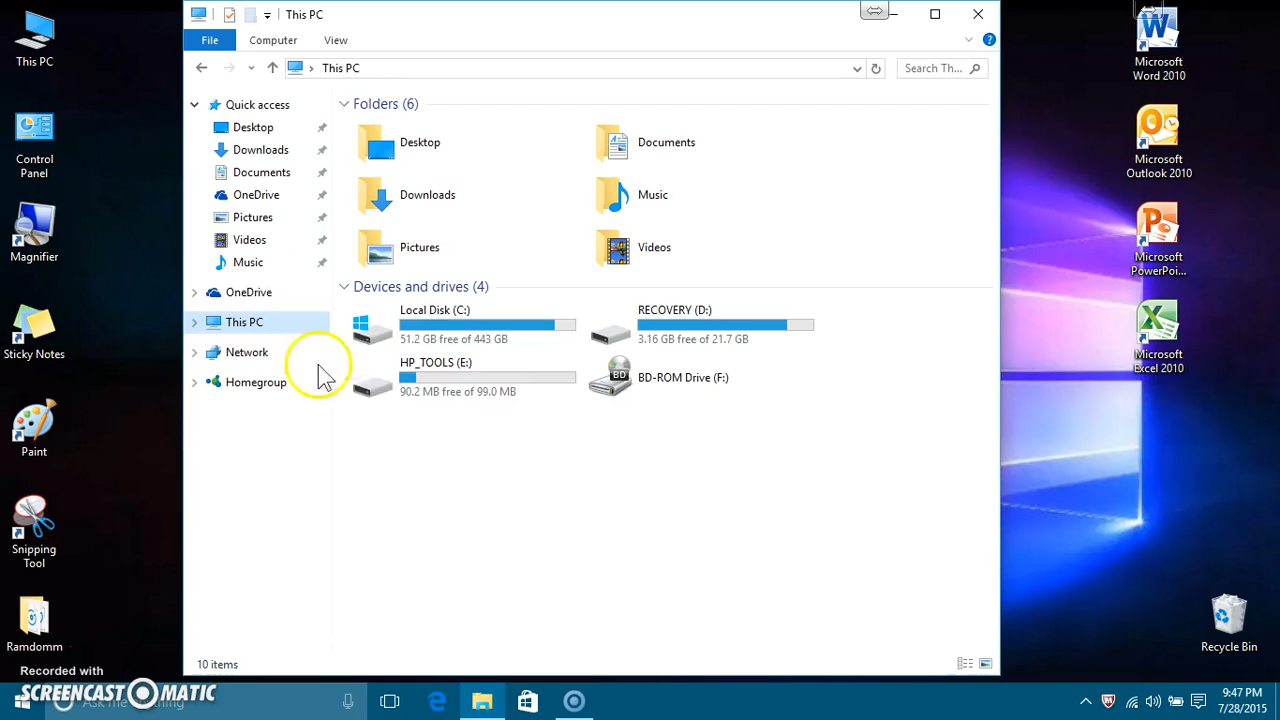 This PC
File
Computer
View
This PC
Search Th...
Quick access
Desktop
Downloads
Documents
OneDrive
Pictures
Videos
Music
OneDrive
This PC
Network
Homegroup
Folders (6)
Desktop
Documents
Downloads
Music
Pictures
Videos
Devices and drives (4)
Local Disk (C:)
51.2 GB free of 443 GB
RECOVERY (D:)
3.16 GB free of 21.7 GB
HP_TOOLS (E:)
90.2 MB free of 99.0 MB
BD
BD-ROM Drive (F:)
10 items
This PC
Control
Panel
Magnifier
Sticky Notes
Paint
Snipping
Tool
Ramdomm
Microsoft
Word 2010
Microsoft
Outlook 2010
Microsoft
PowerPoi...
Microsoft
Excel 2010
Recycle Bin
Recorded with
SCREENCAST-O-MATIC
Ask me anything
9:47 PM
7/28/2015